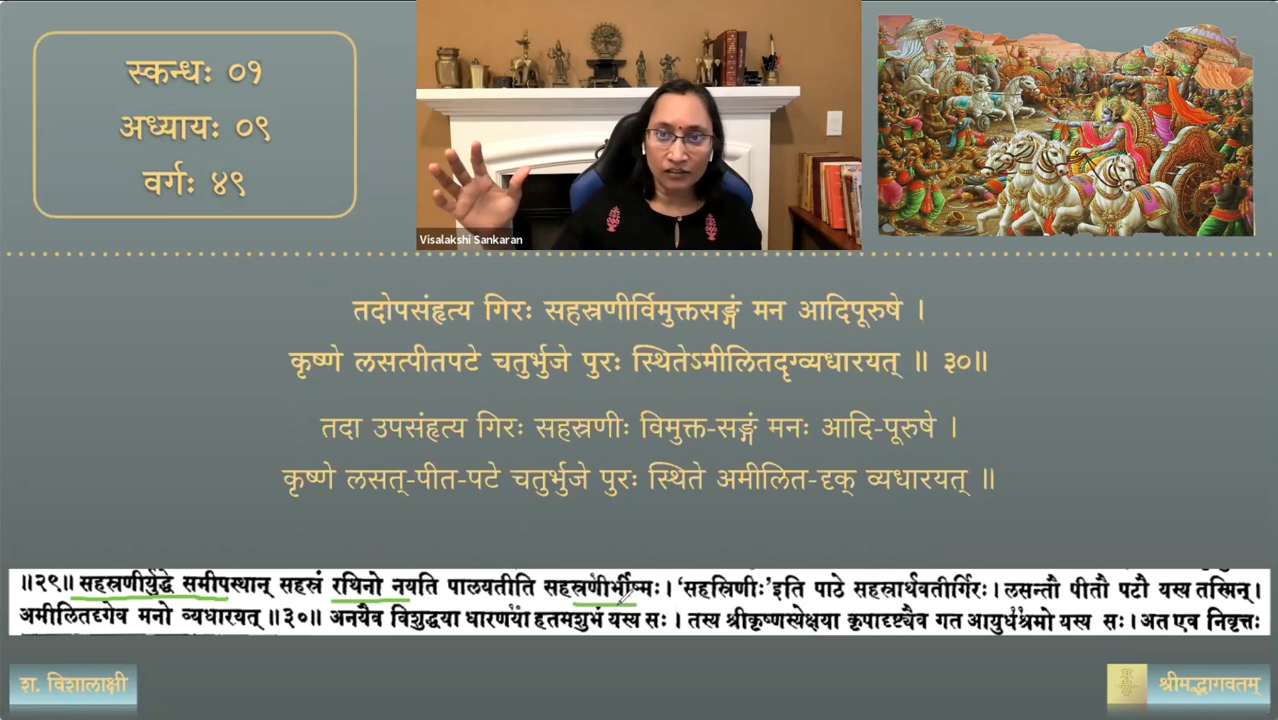 स्कन्धः ०१
अध्यायः ०९
वर्गः ४९
Visalakshi Sankaran
तदोपसंहृत्य गिरः सहस्रणीर्विमुक्तसङ्गं मन आदिपूरुषे ।
कृष्णे लसत्पीतपटे चतुर्भुजे पुरः स्थितेऽमीलितदृग्व्यधारयत् ॥ ३०॥
तदा उपसंहृत्य गिरः सहस्रणीः विमुक्त-सङ्गं मनः आदि-पूरुषे ।
कृष्णे लसत्-पीत-पटे चतुर्भुजे पुरः स्थिते अमीलित-दृक् व्यधारयत् ॥
॥२९॥ सहस्रणीर्युद्धे समीपस्थान् सहस्रं रथिनो नयति पालयतीति सहस्रणीर्भीष्मः। 'सहस्रिणीः'इति पाठे सहस्रार्थवतीर्गिरः। लसन्तौ पीतौ पटौ यस्य तस्मिन्।
अमीलितदृगेव मनो व्यधारयत्॥३०॥ अनयैव विशुद्धया धारणया हतमशुभं यस्य सः। तस्य श्रीकृष्णस्येक्षया कृपादृष्ट्यैव गत आयुधश्रमो यस्य सः। अत एव निवृत्तः
श. विशालाक्षी
श्रीमद्भागवतम्